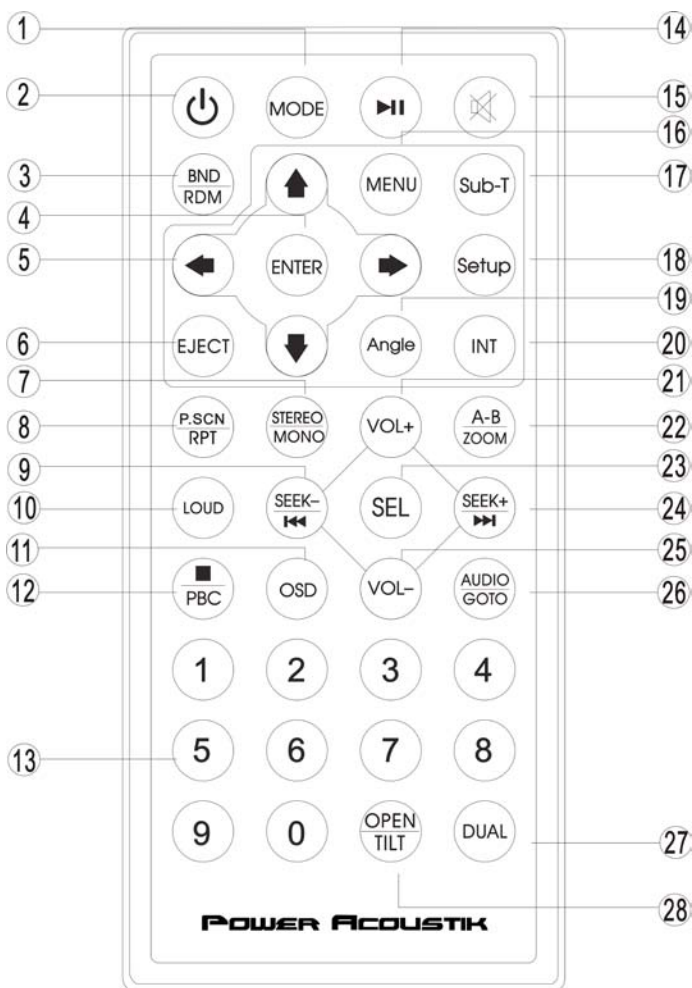 1 14
2 MODE 15
16
3 BND MENU Sub-T 17
RDM
4
5 ENTER Setup 18
19
6 EJECT Angle INT 20
7 21
8 P.SCN STEREO VOL+ A-B 22
RPT MONO ZOOM
9 23
10 LOUD SEEK– SEL SEEK+ 24
11 25
12 PBC OSD VOL– AUDIO 26
GOTO
1 2 3 4
13 5 6 7 8
9 0 OPEN DUAL 27
TILT
28
POWER ACOUSTIK